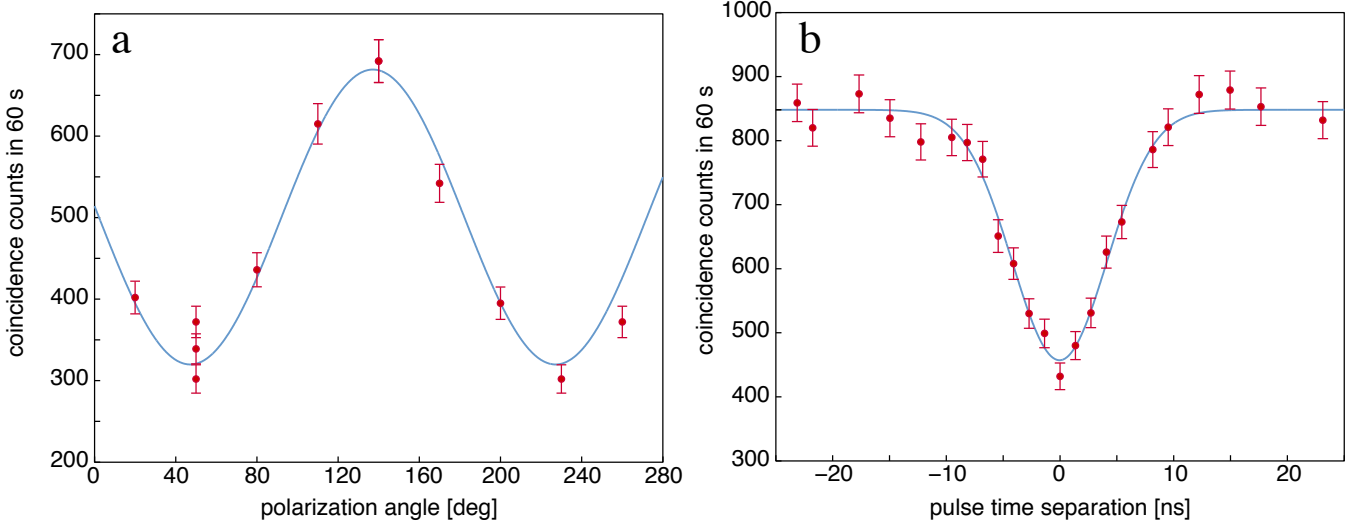 a
700
600
500
400
300
200
0 40 80 120 160 200 240 280
coincidence counts in 60 s
polarization angle [deg]
b
1000
900
800
700
600
500
400
300
−20 −10 0 10 20
coincidence counts in 60 s
pulse time separation [ns]